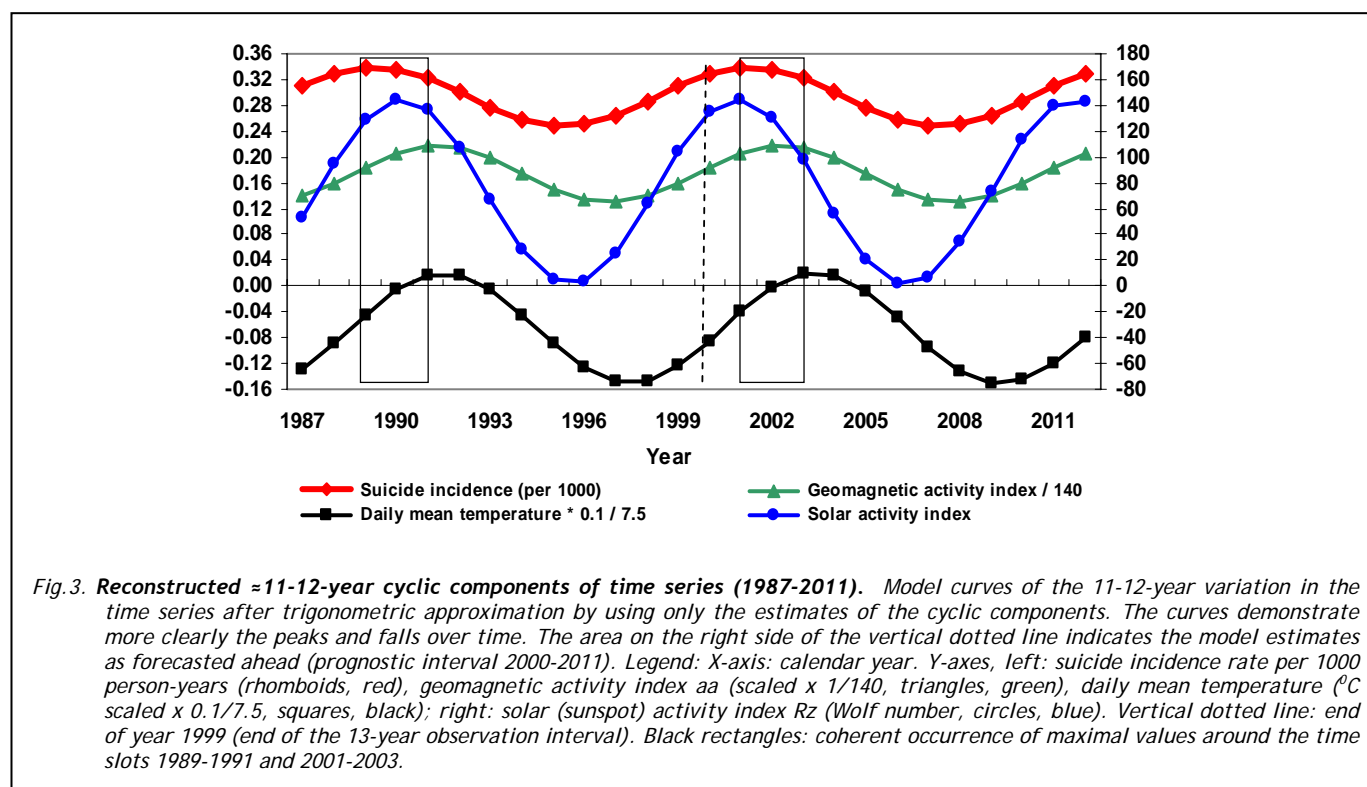 0.36 180
0.32 160
0.28 140
0.24 120
0.20 100
0.16 80
0.12 60
0.08 40
0.04 20
0.00 0
-0.04 -20
-0.08 -40
-0.12 -60
-0.16 -80
1987 1990 1993 1996 1999 2002 2005 2008 2011
Year
Suicide incidence (per 1000) Geomagnetic activity index / 140
Daily mean temperature * 0.1 / 7.5 Solar activity index
Fig.3. Reconstructed ≈11-12-year cyclic components of time series (1987-2011). Model curves of the 11-12-year variation in the
time series after trigonometric approximation by using only the estimates of the cyclic components. The curves demonstrate
more clearly the peaks and falls over time. The area on the right side of the vertical dotted line indicates the model estimates
as forecasted ahead (prognostic interval 2000-2011). Legend: X-axis: calendar year. Y-axes, left: suicide incidence rate per 1000
person-years (rhomboids, red), geomagnetic activity index aa (scaled x 1/140, triangles, green), daily mean temperature (⁰C
scaled x 0.1/7.5, squares, black); right: solar (sunspot) activity index Rz (Wolf number, circles, blue). Vertical dotted line: end
of year 1999 (end of the 13-year observation interval). Black rectangles: coherent occurrence of maximal values around the time
slots 1989-1991 and 2001-2003.